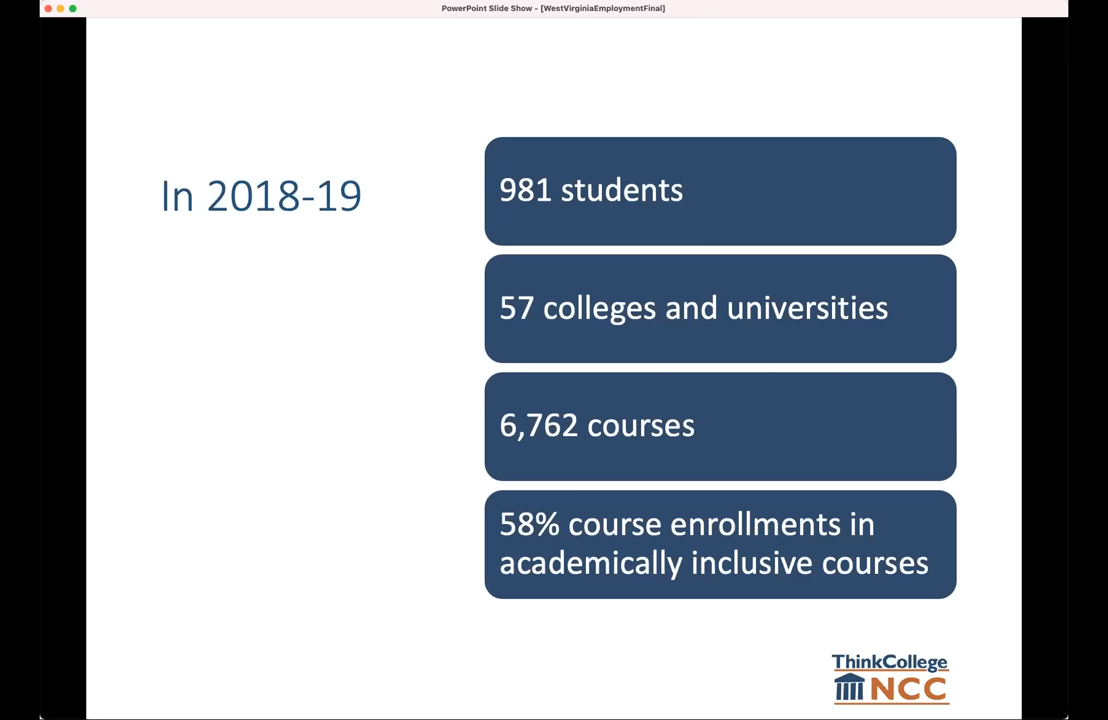 PowerPoint Slide Show - [WestVirginiaEmploymentFinal]
In 2018-19
981 students
57 colleges and universities
6,762 courses
58% course enrollments in
academically inclusive courses
ThinkCollege
NCC